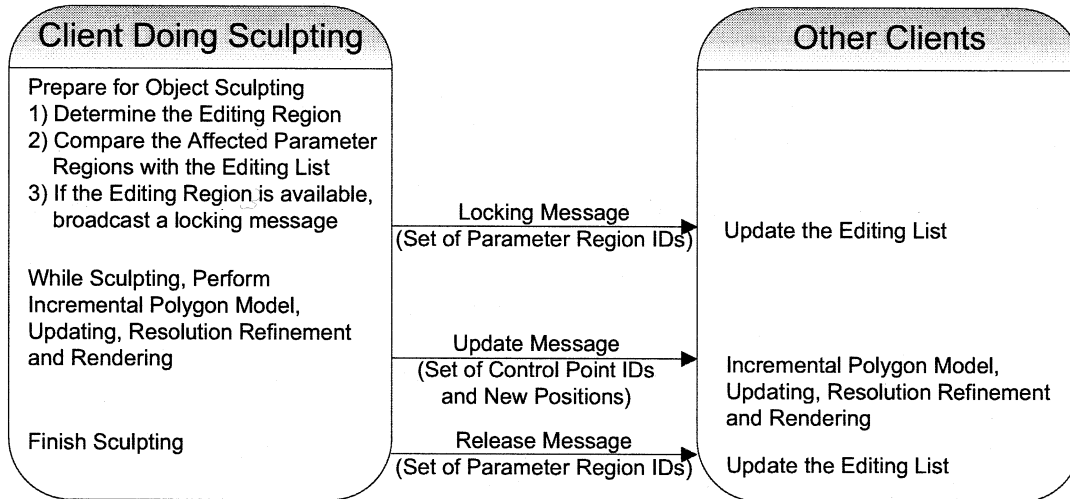 Client Doing Sculpting
Prepare for Object Sculpting
1) Determine the Editing Region
2) Compare the Affected Parameter
Regions with the Editing List
3) If the Editing Region is available,
broadcast a locking message
While Sculpting, Perform
Incremental Polygon Model,
Updating, Resolution Refinement
and Rendering
Finish Sculpting
Locking Message
(Set of Parameter Region IDs)
Update Message
(Set of Control Point IDs
and New Positions)
Release Message
(Set of Parameter Region IDs)
Other Clients
Update the Editing List
Incremental Polygon Model,
Updating, Resolution Refinement
and Rendering
Update the Editing List